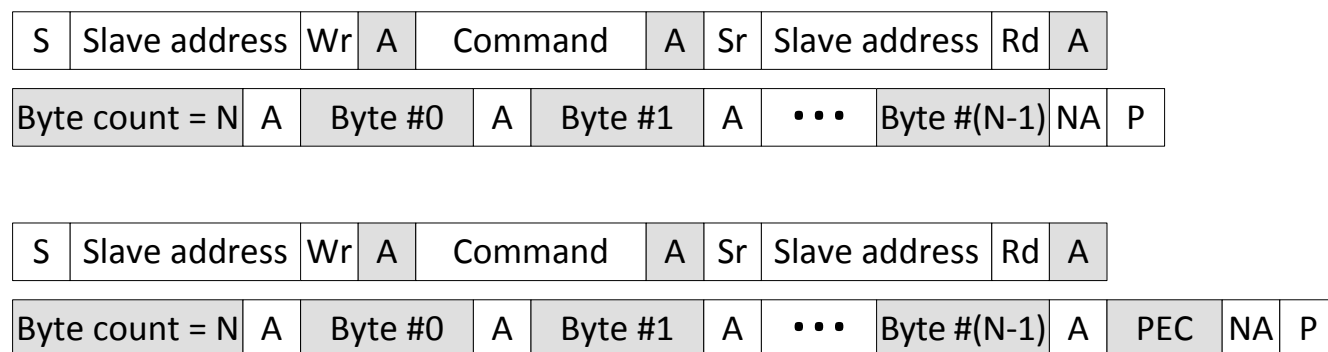 S Slave address Wr A Command A Sr Slave address Rd A
Byte count = N A Byte #0 A Byte #1 A ••• Byte #(N-1) NA P
S Slave address Wr A Command A Sr Slave address Rd A
Byte count = N A Byte #0 A Byte #1 A ••• Byte #(N-1) A PEC NA P